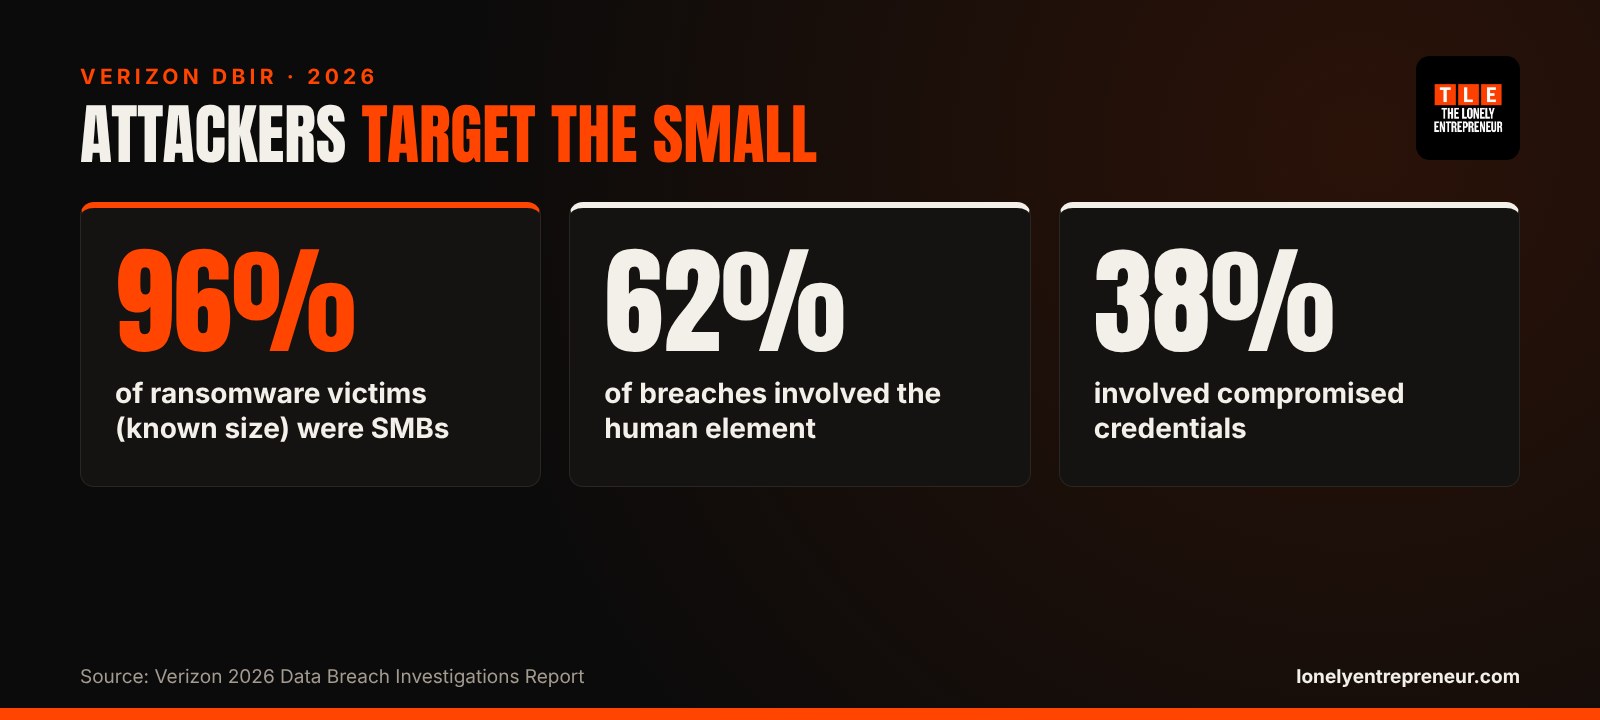 VERIZON DBIR · 2026
ATTACKERS TARGET THE SMALL
TLE
THE LONELY
ENTREPRENEUR
96%
of ransomware victims
(known size) were SMBs
62%
of breaches involved the
human element
38%
involved compromised
credentials
Source: Verizon 2026 Data Breach Investigations Report
lonelyentrepreneur.com